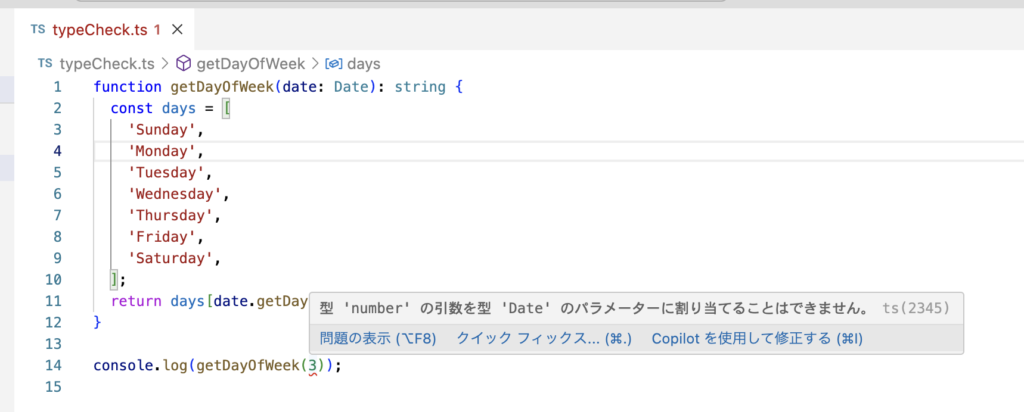 TS typeCheck.ts 1 ×
TS typeCheck.ts > getDayOfWeek > days
1 function getDayOfWeek(date: Date): string {
2 const days = [
3 'Sunday',
4 'Monday',
5 'Tuesday',
6 'Wednesday',
7 'Thursday',
8 'Friday',
9 'Saturday',
10 ];
11 return days[date.getDay
型 'number' の引数を型 'Date' のパラメーターに割り当てることはできません。 ts(2345)
12 }
問題の表示 (⌥F8) クイック フィックス... (⌘.) Copilot を使用して修正する (⌘I)
13
14 console.log(getDayOfWeek(3));
15